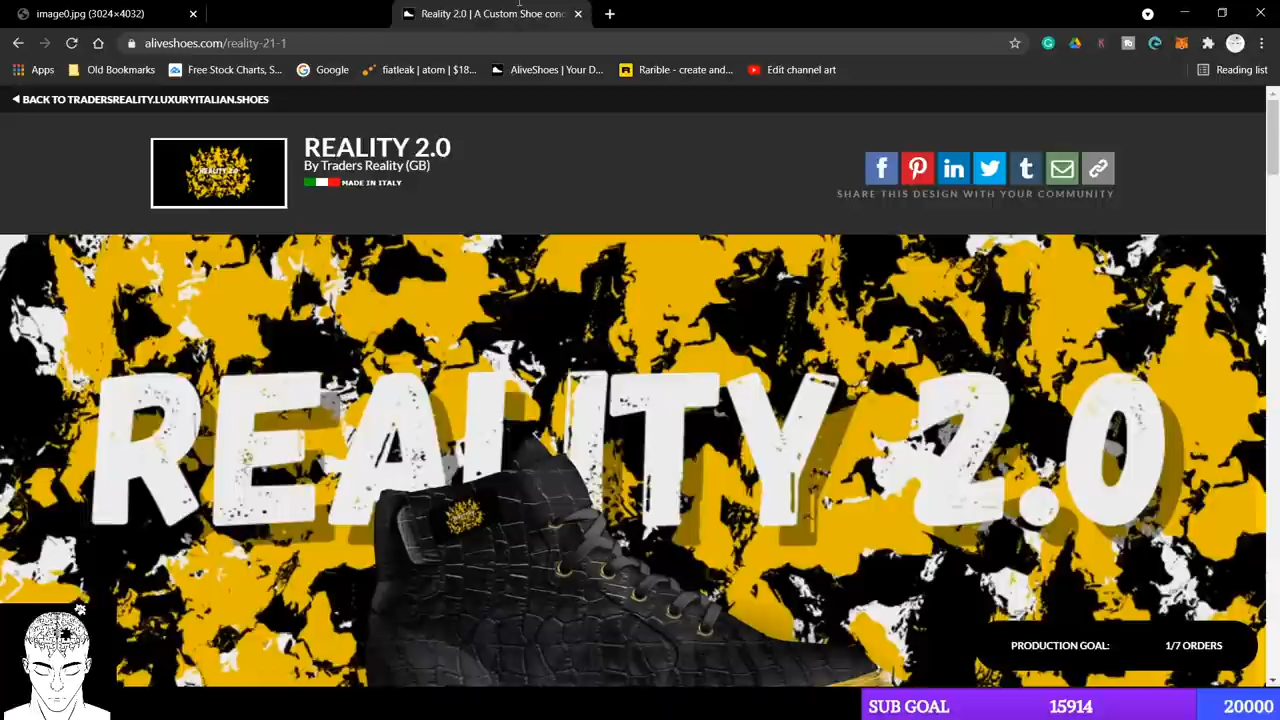 image0.jpg (3024×4032)
Reality 2.0 | A Custom Shoe conc
aliveshoes.com/reality-21-1
Apps
Old Bookmarks
Free Stock Charts, S...
Google
fiatleak | atom | $18...
AliveShoes | Your D...
Rarible - create and...
Edit channel art
Reading list
BACK TO TRADERSREALITY.LUXURYITALIAN.SHOES
REALITY 2.0
REALITY 2.0
By Traders Reality (GB)
MADE IN ITALY
SHARE THIS DESIGN WITH YOUR COMMUNITY
REALITY 2.0
PRODUCTION GOAL:
1/7 ORDERS
SUB GOAL
15914
20000